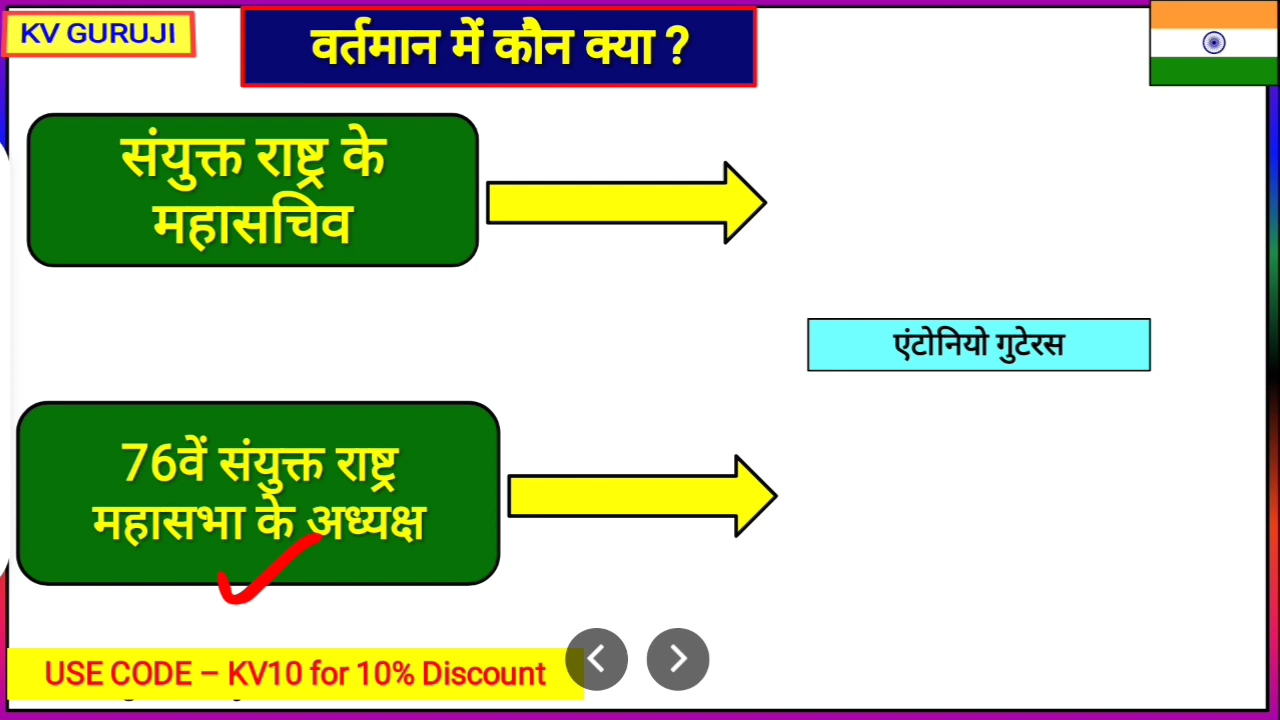 KV GURUJI
वर्तमान में कौन क्या ?
संयुक्त राष्ट्र के
महासचिव
एंटोनियो गुटेरस
76वें संयुक्त राष्ट्र
महासभा के अध्यक्ष
USE CODE – KV10 for 10% Discount